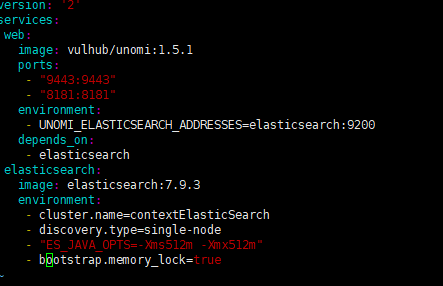 version: '2'
services:
 web:
   image: vulhub/unomi:1.5.1
   ports:
    - "9443:9443"
    - "8181:8181"
   environment:
    - UNOMI_ELASTICSEARCH_ADDRESSES=elasticsearch:9200
   depends_on:
    - elasticsearch
 elasticsearch:
   image: elasticsearch:7.9.3
   environment:
    - cluster.name=contextElasticSearch
    - discovery.type=single-node
    - "ES_JAVA_OPTS=-Xms512m -Xmx512m"
    - bootstrap.memory_lock=true
~